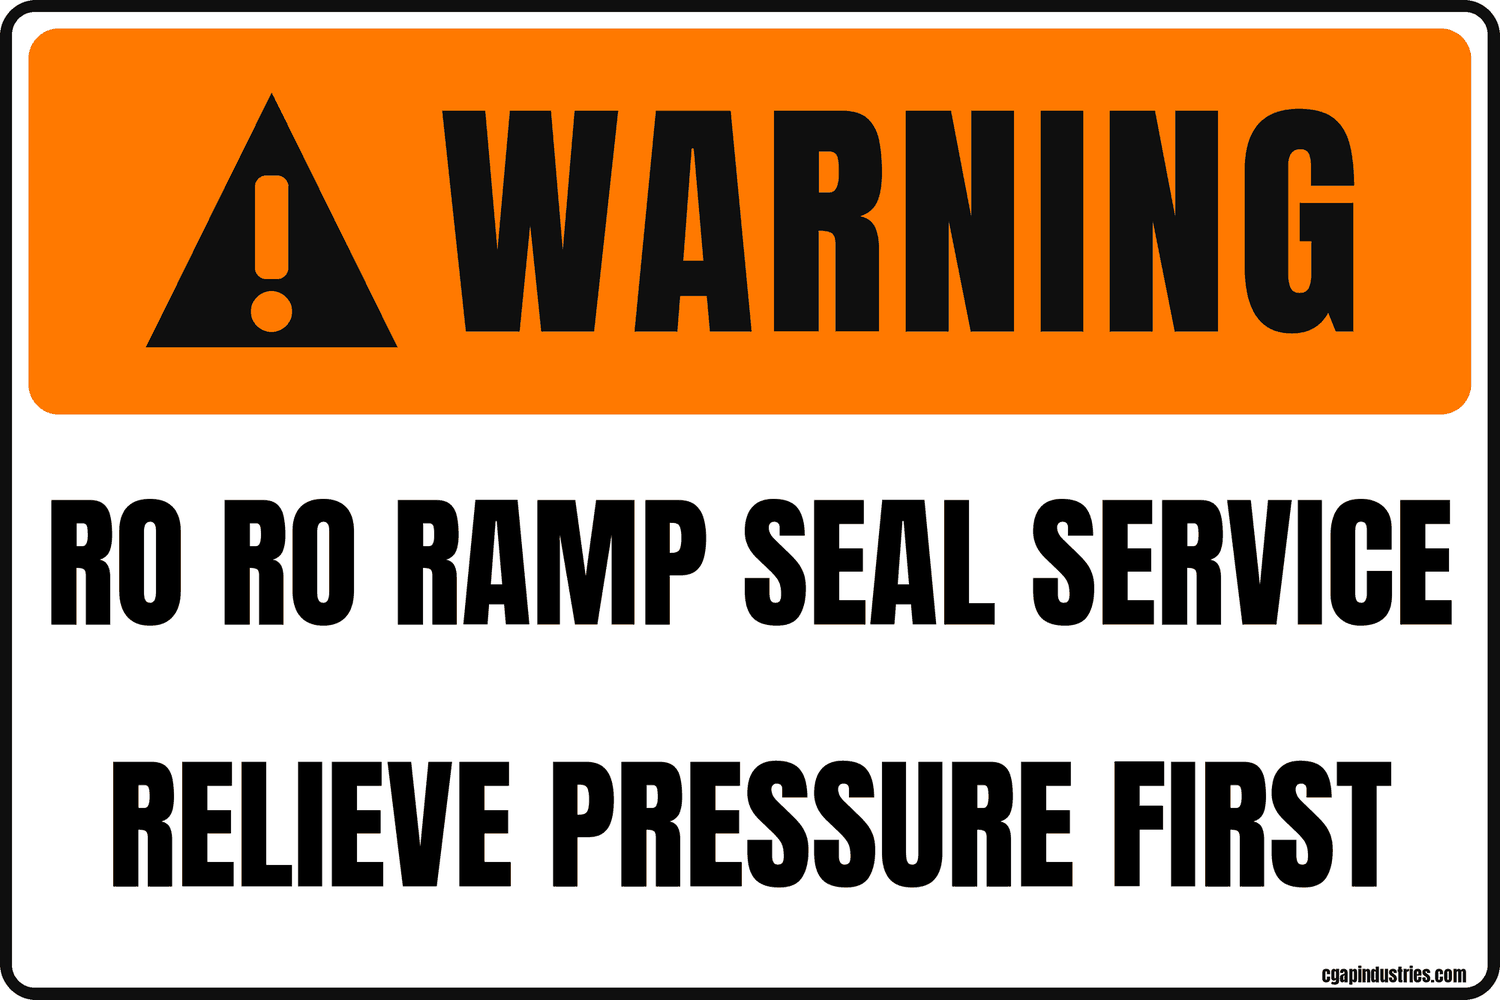 WARNING
RO RO RAMP SEAL SERVICE
RELIEVE PRESSURE FIRST
cgapindustries.com